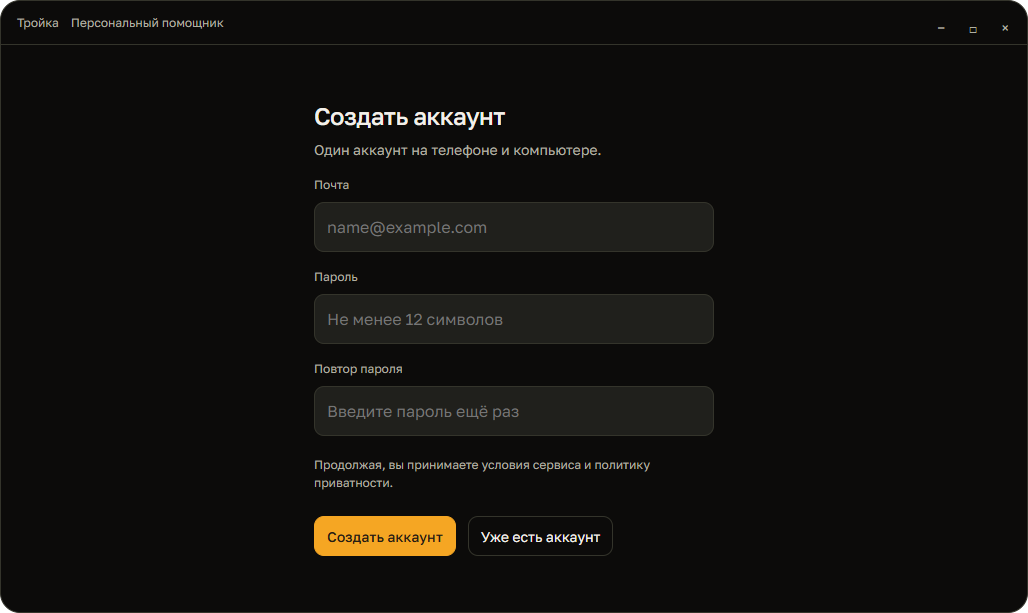 Тройка Персональный помощник
Создать аккаунт
Один аккаунт на телефоне и компьютере.
Почта
name@example.com
Пароль
Не менее 12 символов
Повтор пароля
Введите пароль ещё раз
Продолжая, вы принимаете условия сервиса и политику
приватности.
Создать аккаунт
Уже есть аккаунт